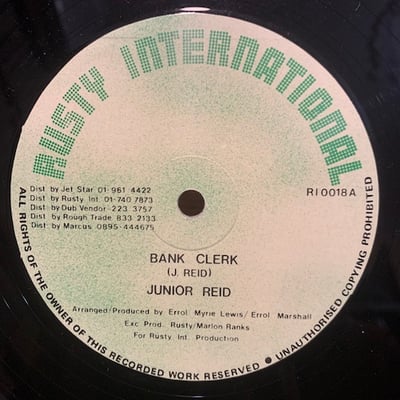 RUSTY INTERNATIONAL
Dist by Jet Star 01-961 4422
Dist by Rusty Int. 01-740 7873
Dist by Dub Vendor-223 3757
Dist by Rough Trade 833 2133
Dist by Marcus 0895-444675
RI0018A
BANK CLERK
(J. REID)
JUNIOR REID
Arranged/Produced by Errol Myrie Lewis/Errol Marshall
Exc Prod. Rusty/Marlon Ranks
For Rusty Int. Production
ALL RIGHTS OF THE OWNER OF THIS RECORDED WORK RESERVED ● UNAUTHORISED COPYING PROHIBITED